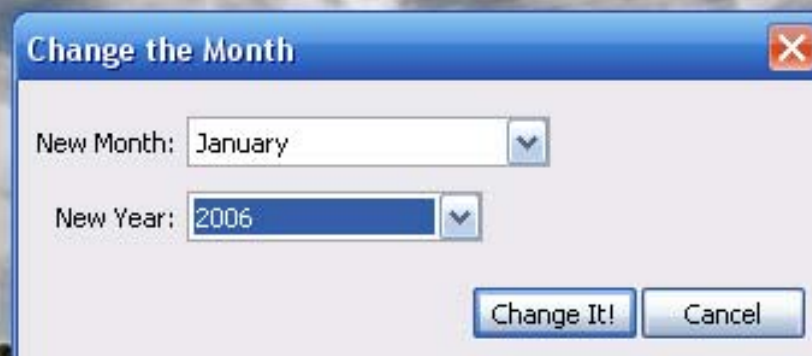 Change the Month
New Month: January
New Year: 2006
Change It! Cancel